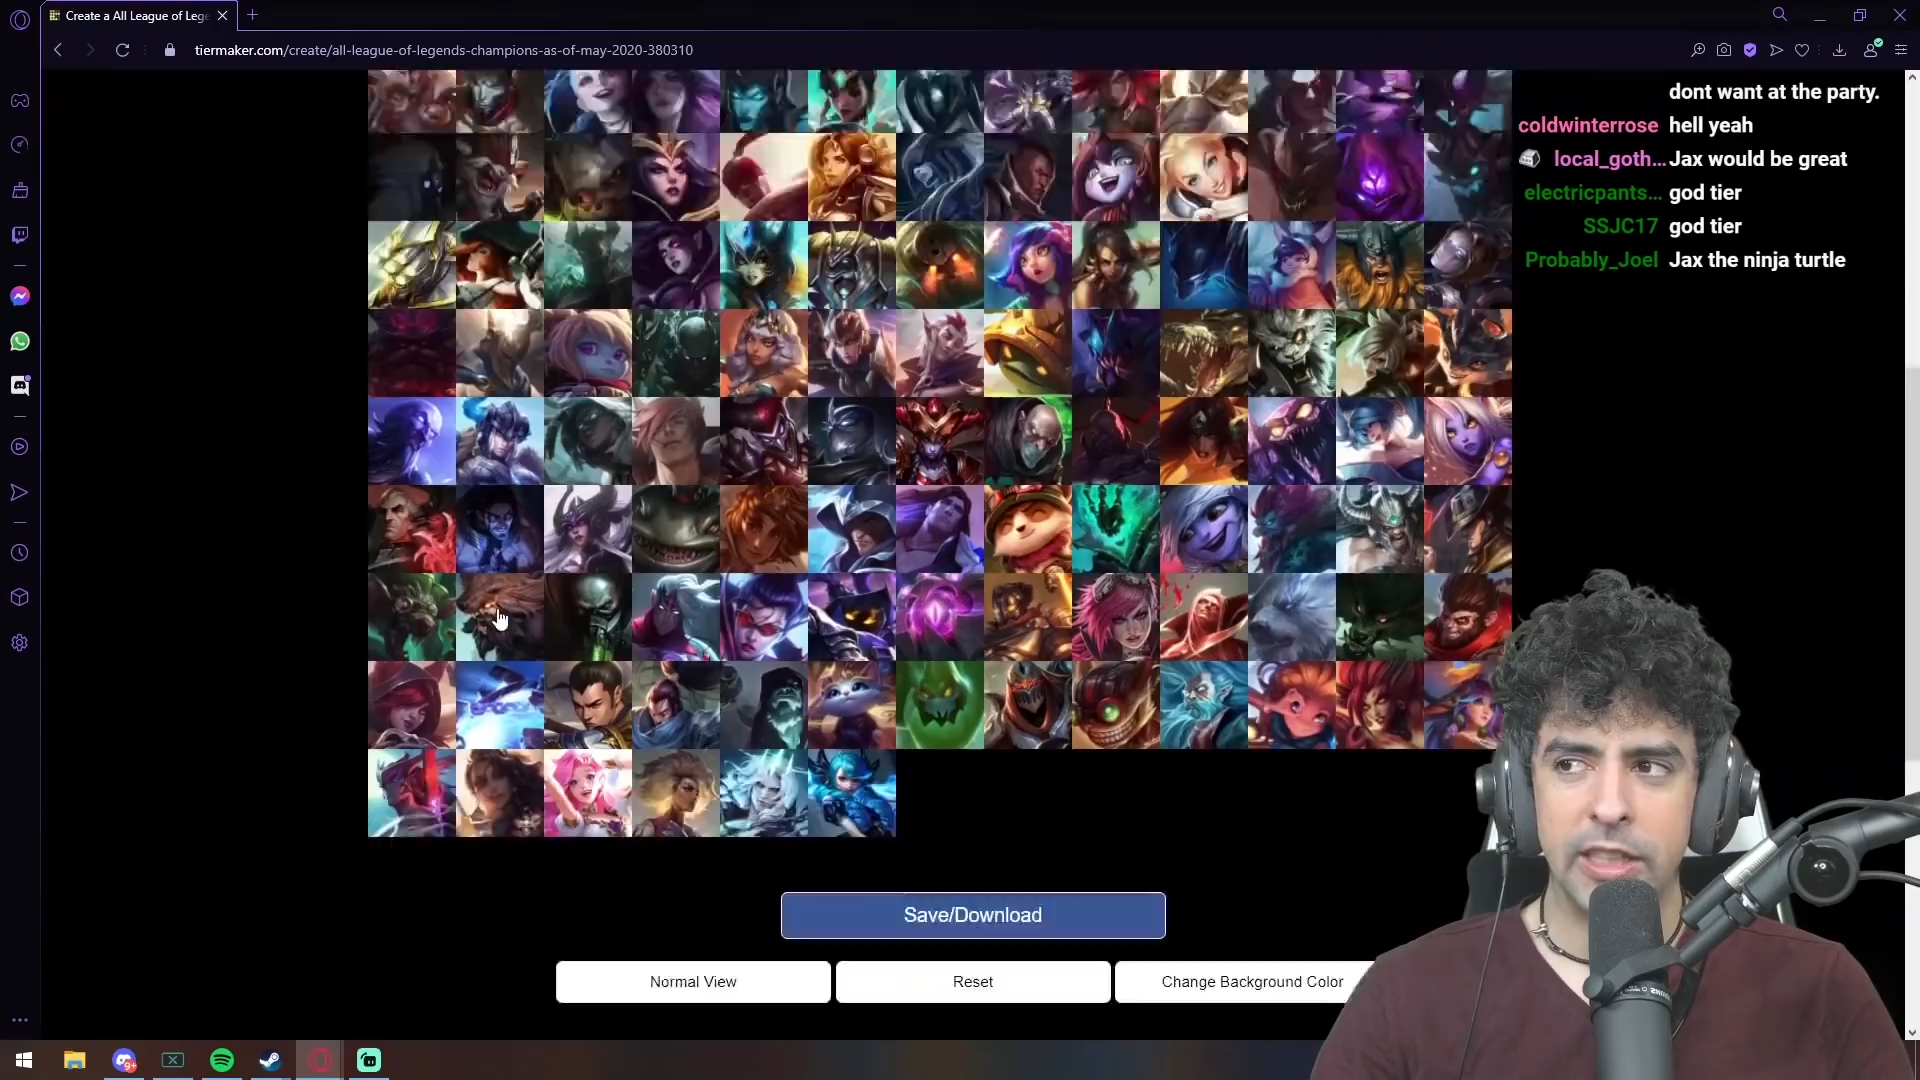 Create a All League of Lege
tiermaker.com/create/all-league-of-legends-champions-as-of-may-2020-380310
dont want at the party.
coldwinterrose hell yeah
local_goth... Jax would be great
electricpants... god tier
SSJC17 god tier
Probably_Joel Jax the ninja turtle
Save/Download
Normal View
Reset
Change Background Color
9+